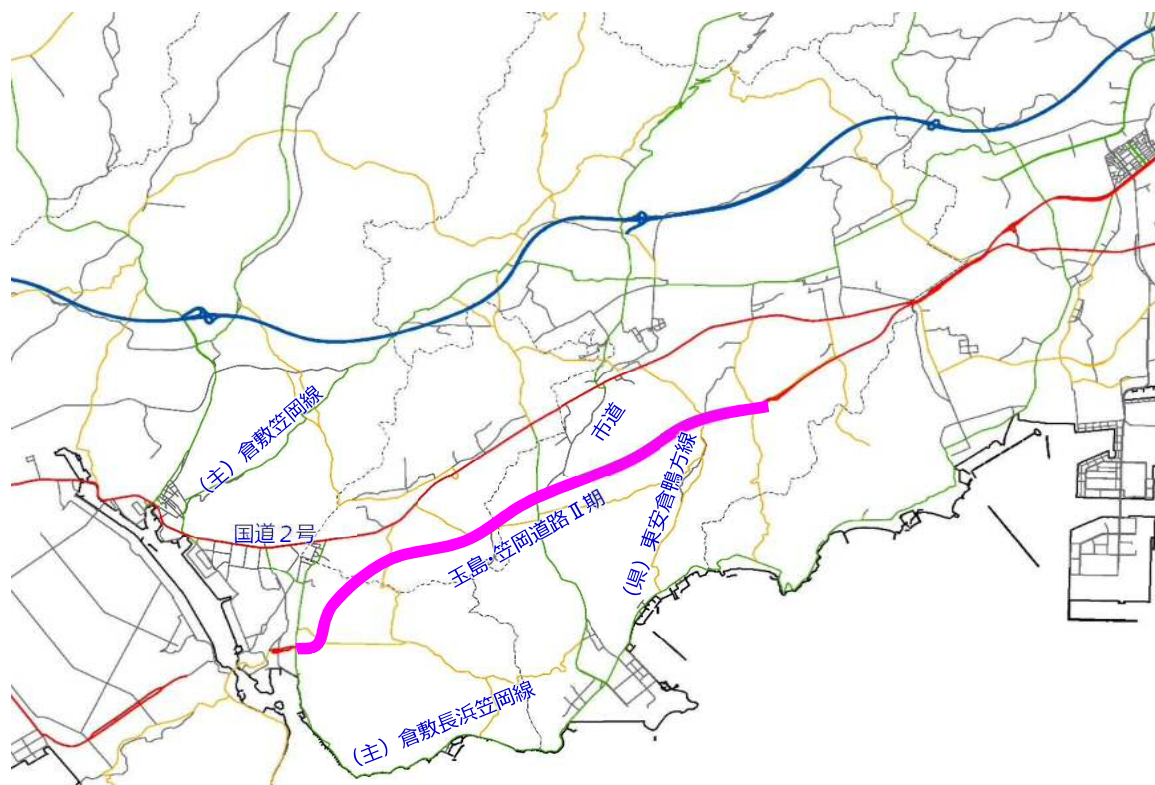 (主) 倉敷笠岡線
市道
国道2号
玉島・笠岡道路Ⅱ期
(県) 東安倉鴨方線
(主) 倉敷長浜笠岡線